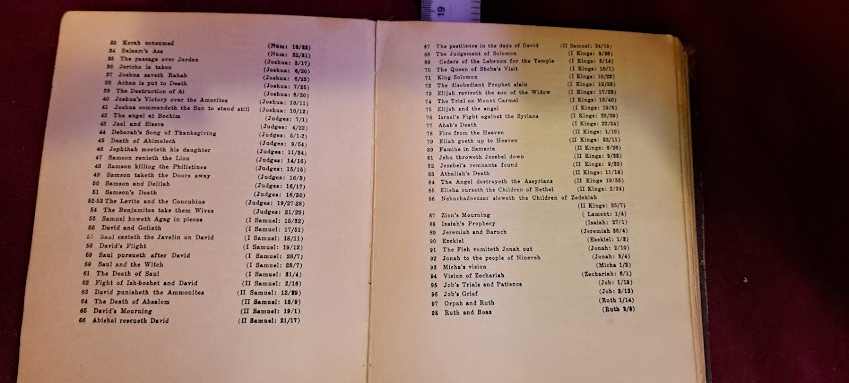 33 Korah consumed (Num: 16/32)
34 Balaam's Ass (Num: 22/31)
35 The passage over Jordan (Joshua: 3/17)
36 Jericho is taken (Joshua: 6/20)
37 Joshua saveth Rahab (Joshua: 6/25)
38 Achan is put to Death (Joshua: 7/25)
39 The Destruction of Ai (Joshua: 8/20)
40 Joshua's Victory over the Amorites (Joshua: 10/11)
41 Joshua commandeth the Sun to stand still (Joshua: 10/12)
42 The angel at Bochim (Judges: 7/1)
43 Jael and Sisera (Judges: 4/22)
44 Deborah's Song of Thanksgiving (Judges: 5/1-2)
45 Death of Abimelech (Judges: 9/54)
46 Jephthah meeteth his daughter (Judges: 11/34)
47 Samson renteth the Lion (Judges: 14/16)
48 Samson killing the Philistines (Judges: 15/15)
49 Samson taketh the Doors away (Judges: 16/3)
50 Samson and Delilah (Judges: 16/17)
51 Samson's Death (Judges: 16/30)
52-53 The Levite and the Concubine (Judges: 19/27-28)
54 The Benjamites take them Wives (Judges: 21/23)
55 Samuel heweth Agag in pieces (I Samuel: 15/32)
56 David and Goliath (I Samuel: 17/51)
57 Saul casteth the Javelin on David (I Samuel: 18/11)
58 David's Flight (I Samuel: 19/12)
59 Saul pursueth after David (I Samuel: 28/7)
60 Saul and the Witch (I Samuel: 28/7)
61 The Death of Saul (I Samuel: 31/4)
62 Fight of Ish-boshet and David (II Samuel: 2/16)
63 David punisheth the Ammonites (II Samuel: 12/29)
64 The Death of Absalom (II Samuel: 18/9)
65 David's Mourning (II Samuel: 19/1)
66 Abishai rescueth David (II Samuel: 21/17)
67 The pestilence in the days of David (II Samuel: 24/16)
68 The Judgement of Solomon (I Kings: 3/26)
69 Coders of the Lebenon for the Temple (I Kings: 5/14)
70 The Queen of Sheba's Visit (I Kings: 10/1)
71 King Solomon (I Kings: 10/23)
72 The disobediant Prophet slain (I Kings: 13/28)
73 Elijah reviveth the son of the Widow (I Kings: 17/23)
74 The Trial on Mount Carmel (I Kings: 18/40)
75 Elijah and the angel (I Kings: 19/5)
76 Israel's Fight against the Syrians (I Kings: 20/29)
77 Ahab's Death (I Kings: 22/34)
78 Fire from the Heaven (II Kings: 1/10)
79 Eliah goeth up to Heaven (II Kings: 22/11)
80 Famine in Samaria (II Kings: 6/26)
81 Jehu throweth Jezebel down (II Kings: 9/33)
82 Jezebel's remnants found (II Kings: 9/35)
83 Athaliah's Death (II Kings: 11/16)
84 The Angel destroyeth the Assyrians (II Kings 19/35)
85 Elisha curseth the Children of Bethel (II Kings: 2/24)
86 Nebuchadnezzar sloweth the Children of Zedekiah
(II Kings: 25/7)
87 Zion's Mourning ( Lament: 1/4)
88 Isaiah's Prophecy (Isaiah: 27/1)
89 Jeremiah and Baruch (Jeremiah 36/4)
90 Ezekiel (Ezekiel: 1/3)
91 The Fish vomiteth Jonah out (Jonah: 2/10)
92 Jonah to the people of Nineveh (Jonah: 3/4)
93 Micha's vision (Micha 1/2)
94 Vision of Zechariah (Zechariah: 6/1)
95 Job's Trials and Patience (Job: 1/19)
96 Job's Grief (Job: 2/13)
97 Orpah and Ruth (Ruth 1/14)
98 Ruth and Boas (Ruth 2/8)
19